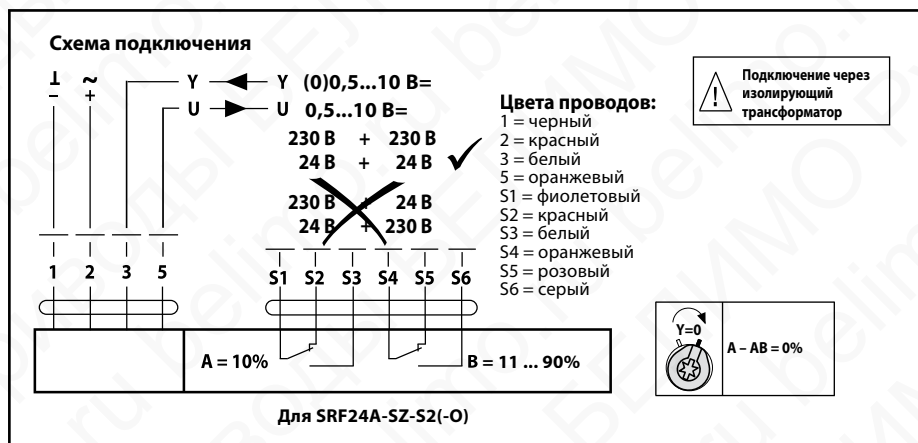 Схема подключения
⊥ ~
− +
Y Y (0)0,5...10 В=
U U 0,5...10 В=
230 В + 230 В
24 В + 24 В
230 В + 24 В
24 В + 230 В
1 2 3 5 S1 S2 S3 S4 S5 S6
A = 10% B = 11 ... 90%
Для SRF24A-SZ-S2(-O)
Цвета проводов:
1 = черный
2 = красный
3 = белый
5 = оранжевый
S1 = фиолетовый
S2 = красный
S3 = белый
S4 = оранжевый
S5 = розовый
S6 = серый
Подключение через
изолирующий
трансформатор
Y=0
A – AB = 0%